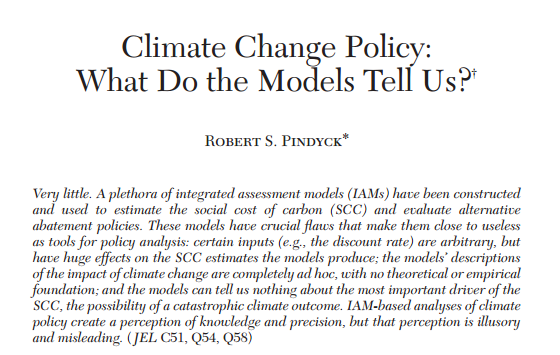 Climate Change Policy:
What Do the Models Tell Us?†
Robert S. Pindyck*
Very little. A plethora of integrated assessment models (IAMs) have been constructed
and used to estimate the social cost of carbon (SCC) and evaluate alternative
abatement policies. These models have crucial flaws that make them close to useless
as tools for policy analysis: certain inputs (e.g., the discount rate) are arbitrary, but
have huge effects on the SCC estimates the models produce; the models' descriptions
of the impact of climate change are completely ad hoc, with no theoretical or empirical
foundation; and the models can tell us nothing about the most important driver of the
SCC, the possibility of a catastrophic climate outcome. IAM-based analyses of climate
policy create a perception of knowledge and precision, but that perception is illusory
and misleading. (JEL C51, Q54, Q58)